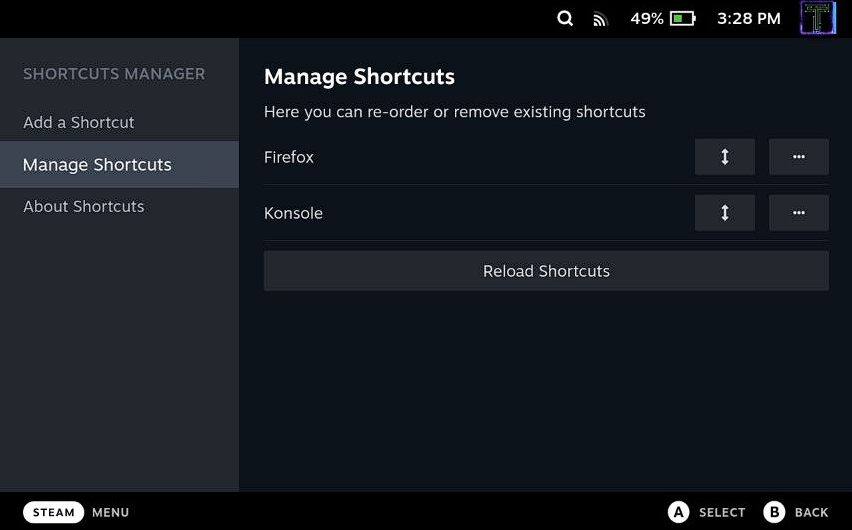 49% 3:28 PM
SHORTCUTS MANAGER
Add a Shortcut
Manage Shortcuts
About Shortcuts
Manage Shortcuts
Here you can re-order or remove existing shortcuts
Firefox
Konsole
Reload Shortcuts
STEAM MENU
A SELECT B BACK